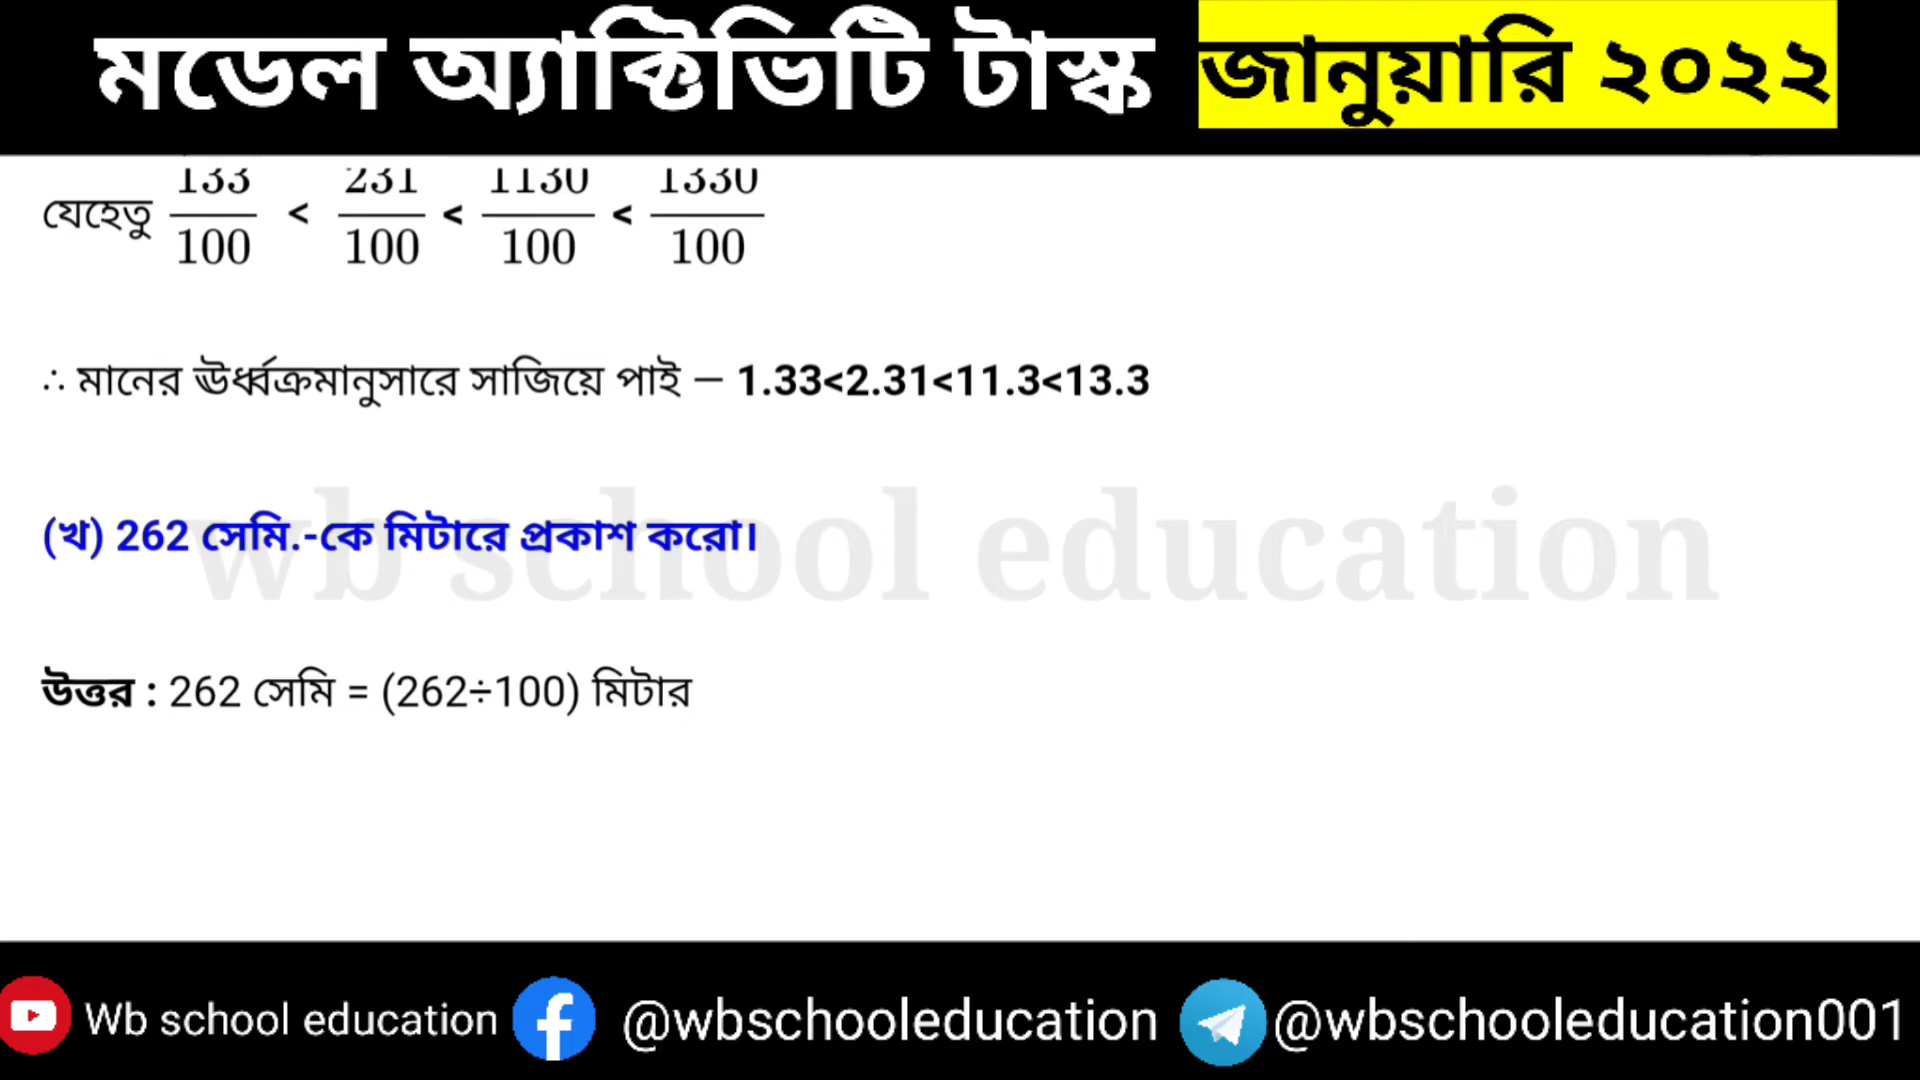 মডেল অ্যাক্টিভিটি টাস্ক জানুয়ারি ২০২২
যেহেতু 133/100 < 231/100 < 1130/100 < 1330/100
∴ মানের ঊর্ধ্বক্রমানুসারে সাজিয়ে পাই – 1.33<2.31<11.3<13.3
(খ) 262 সেমি.-কে মিটারে প্রকাশ করো।
wb school education
উত্তর : 262 সেমি = (262÷100) মিটার
Wb school education @wbschooleducation @wbschooleducation001